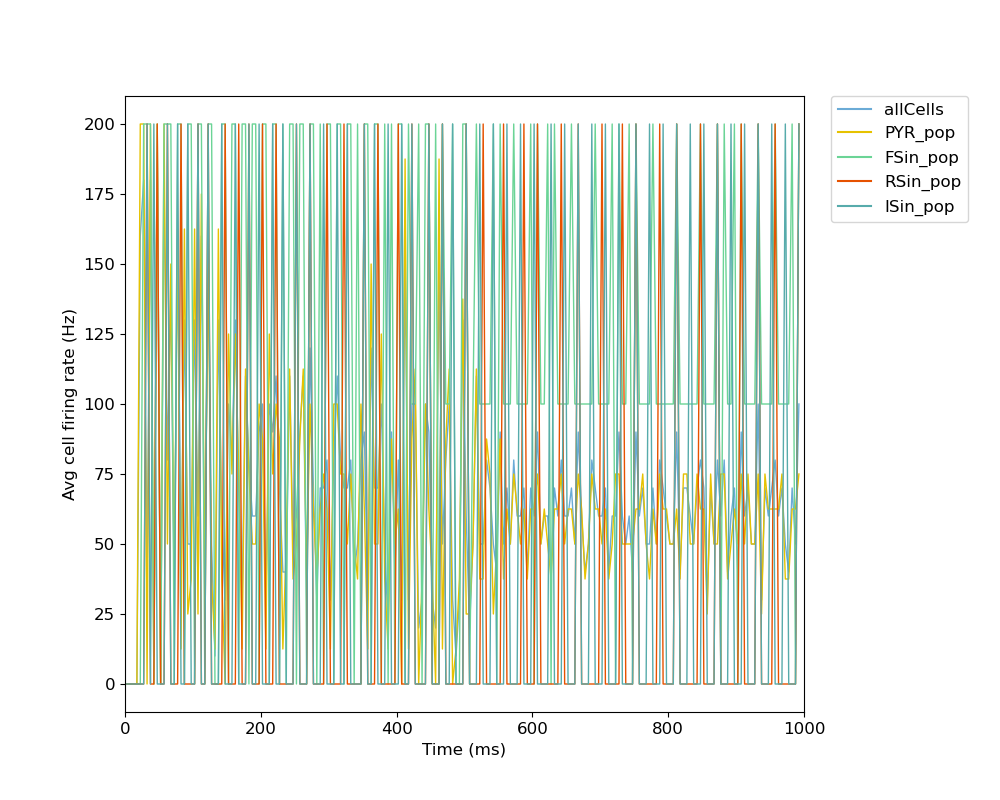 200
175
150
125
100
75
50
25
0
Avg cell firing rate (Hz)
0 200 400 600 800 1000
Time (ms)
allCells
PYR_pop
FSin_pop
RSin_pop
ISin_pop